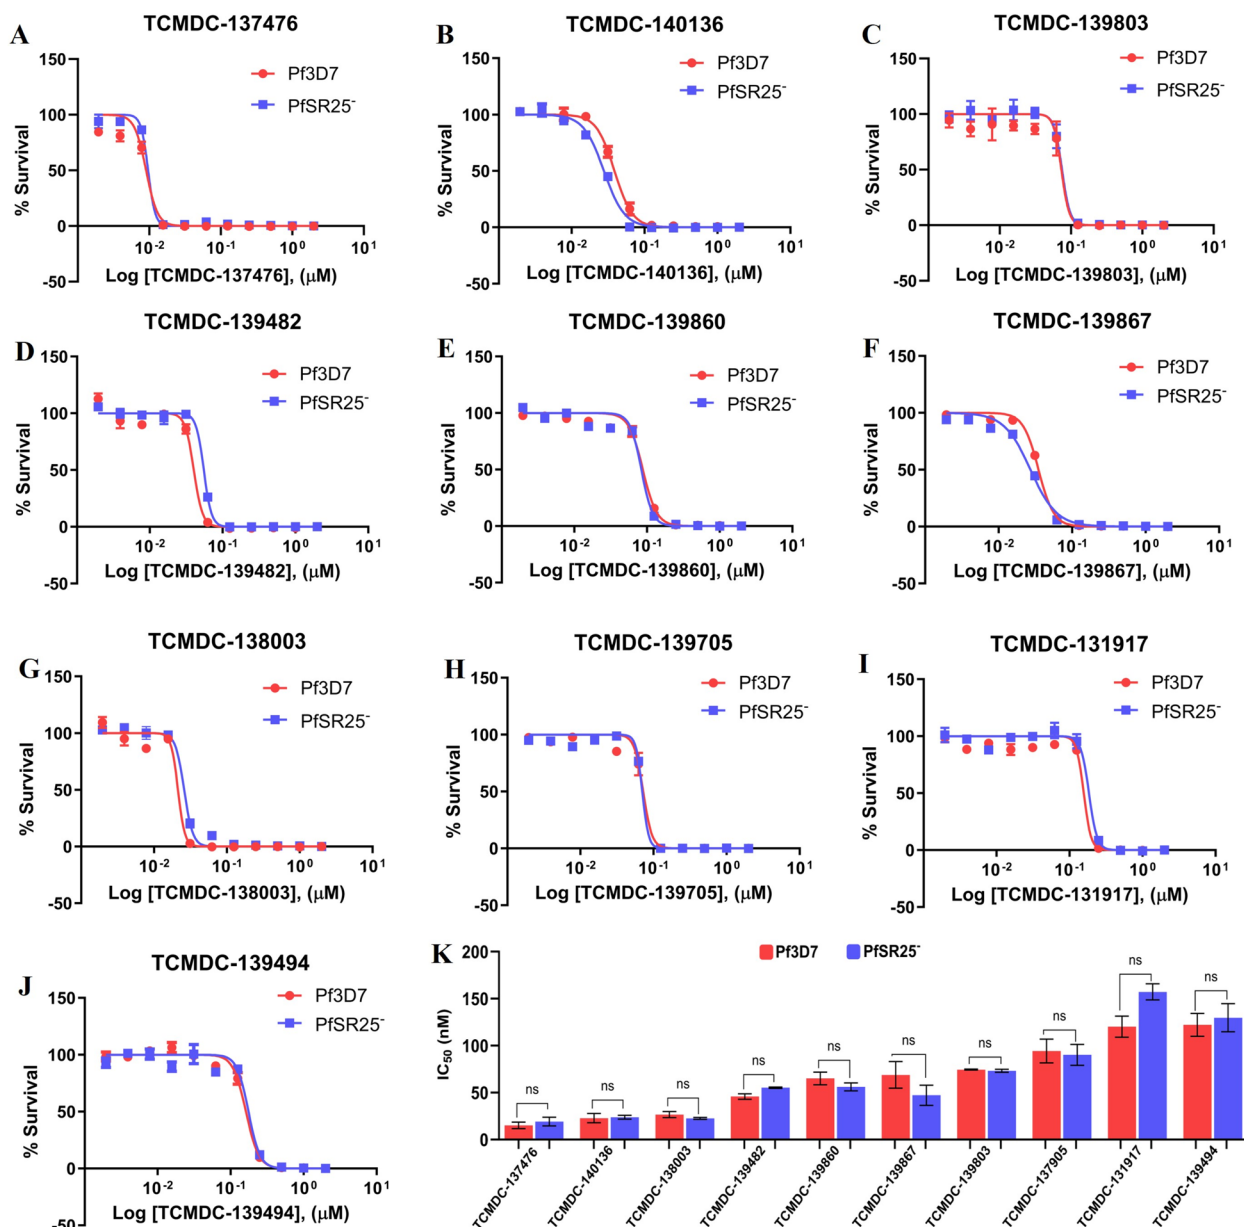 A
TCMDC-137476
Pf3D7
PfSR25-
150
100
50
0
-50
% Survival
10-2 10-1 100 101
Log [TCMDC-137476], (μM)
B
TCMDC-140136
Pf3D7
PfSR25-
150
100
50
0
-50
% Survival
10-2 10-1 100 101
Log [TCMDC-140136], (μM)
C
TCMDC-139803
Pf3D7
PfSR25-
150
100
50
0
-50
% Survival
10-2 10-1 100 101
Log [TCMDC-139803], (μM)
D
TCMDC-139482
Pf3D7
PfSR25-
150
100
50
0
-50
% Survival
10-2 10-1 100 101
Log [TCMDC-139482], (μM)
E
TCMDC-139860
Pf3D7
PfSR25-
150
100
50
0
-50
% Survival
10-2 10-1 100 101
Log [TCMDC-139860], (μM)
F
TCMDC-139867
Pf3D7
PfSR25-
150
100
50
0
-50
% Survival
10-2 10-1 100 101
Log [TCMDC-139867], (μM)
G
TCMDC-138003
Pf3D7
PfSR25-
150
100
50
0
-50
% Survival
10-2 10-1 100 101
Log [TCMDC-138003], (μM)
H
TCMDC-139705
Pf3D7
PfSR25-
150
100
50
0
-50
% Survival
10-2 10-1 100 101
Log [TCMDC-139705], (μM)
I
TCMDC-131917
Pf3D7
PfSR25-
150
100
50
0
-50
% Survival
10-2 10-1 100 101
Log [TCMDC-131917], (μM)
J
TCMDC-139494
Pf3D7
PfSR25-
150
100
50
0
-50
% Survival
10-2 10-1 100 101
Log [TCMDC-139494], (μM)
K
Pf3D7 PfSR25-
200
150
100
50
0
IC50 (nM)
ns ns ns ns ns ns ns ns ns ns
TCMDC-137476
TCMDC-140136
TCMDC-138003
TCMDC-139482
TCMDC-139860
TCMDC-139867
TCMDC-139803
TCMDC-137905
TCMDC-131917
TCMDC-139494